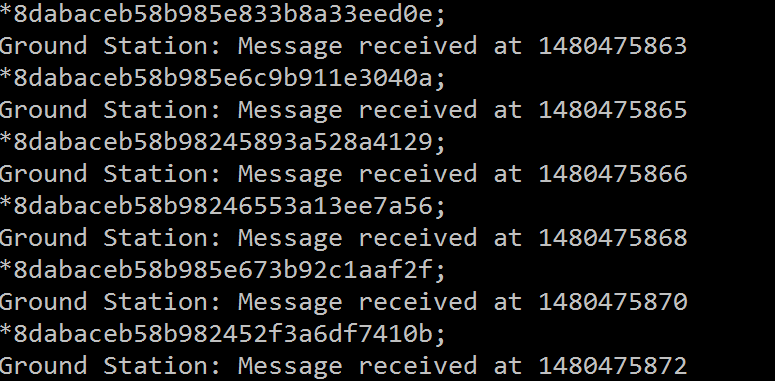 *8dabaceb58b985e833b8a33eed0e;
Ground Station: Message received at 1480475863
*8dabaceb58b985e6c9b911e3040a;
Ground Station: Message received at 1480475865
*8dabaceb58b98245893a528a4129;
Ground Station: Message received at 1480475866
*8dabaceb58b98246553a13ee7a56;
Ground Station: Message received at 1480475868
*8dabaceb58b985e673b92c1aaf2f;
Ground Station: Message received at 1480475870
*8dabaceb58b982452f3a6df7410b;
Ground Station: Message received at 1480475872